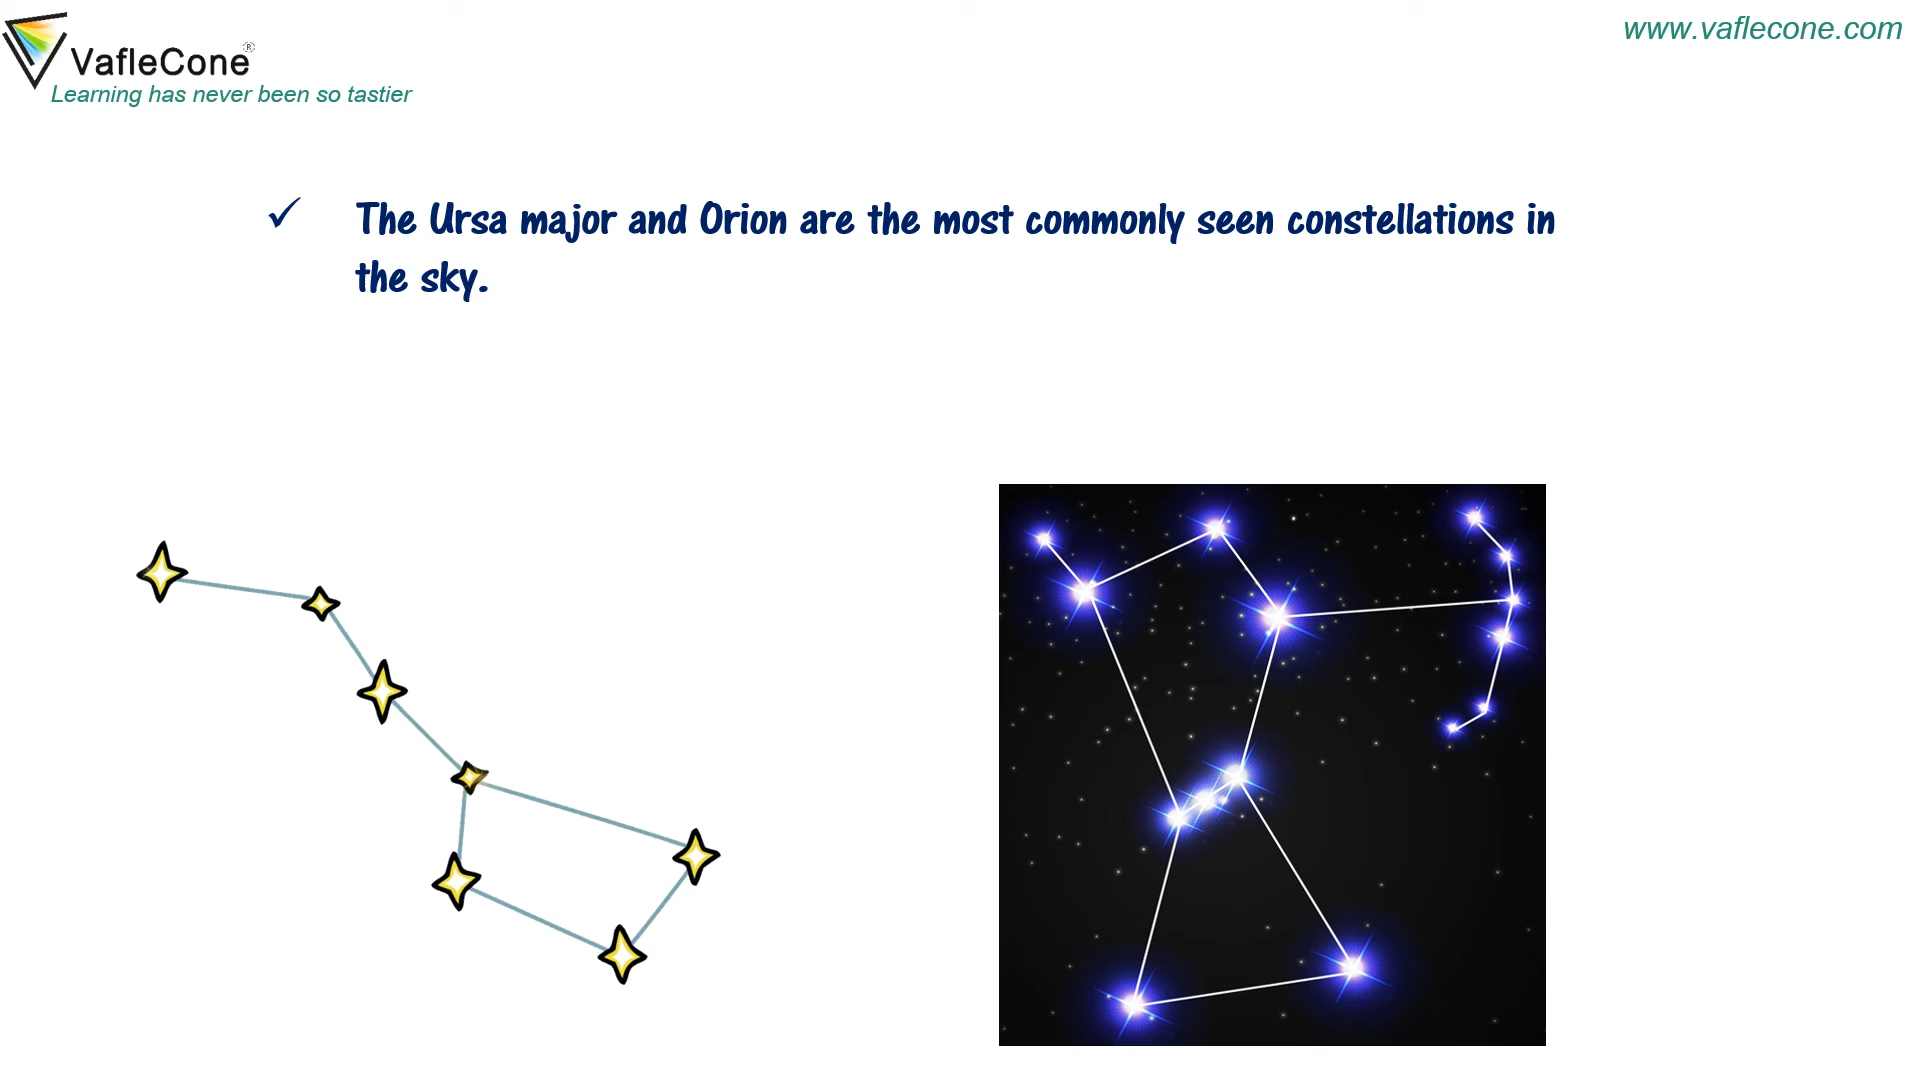 VafleCone®
Learning has never been so tastier
www.vaflecone.com
✓ The Ursa major and Orion are the most commonly seen constellations in
the sky.